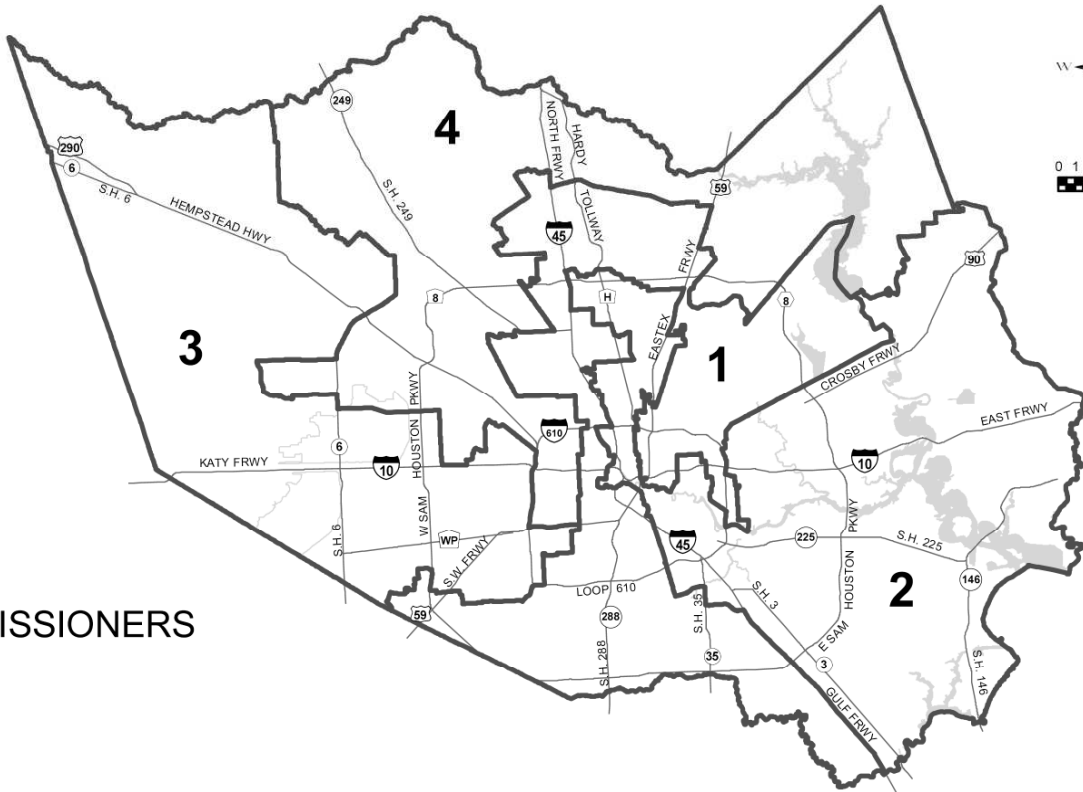 W
0 1
249
4
NORTH FRWY
HARDY
290
6
S.H. 6
S.H. 249
59
HEMPSTEAD HWY
TOLLWAY
45
FRWY
90
8
H
8
3
EASTEX
1
CROSBY FRWY
HOUSTON PKWY
EAST FRWY
610
6
KATY FRWY
10
10
W SAM
HOUSTON PKWY
S.H. 6
WP
45
225
S.H. 225
S.W. FRWY
2
146
LOOP 610
S.H. 3
59
288
S.H. 35
ISSIONERS
E SAM
35
3
S.H. 288
S.H. 146
GULF FRWY